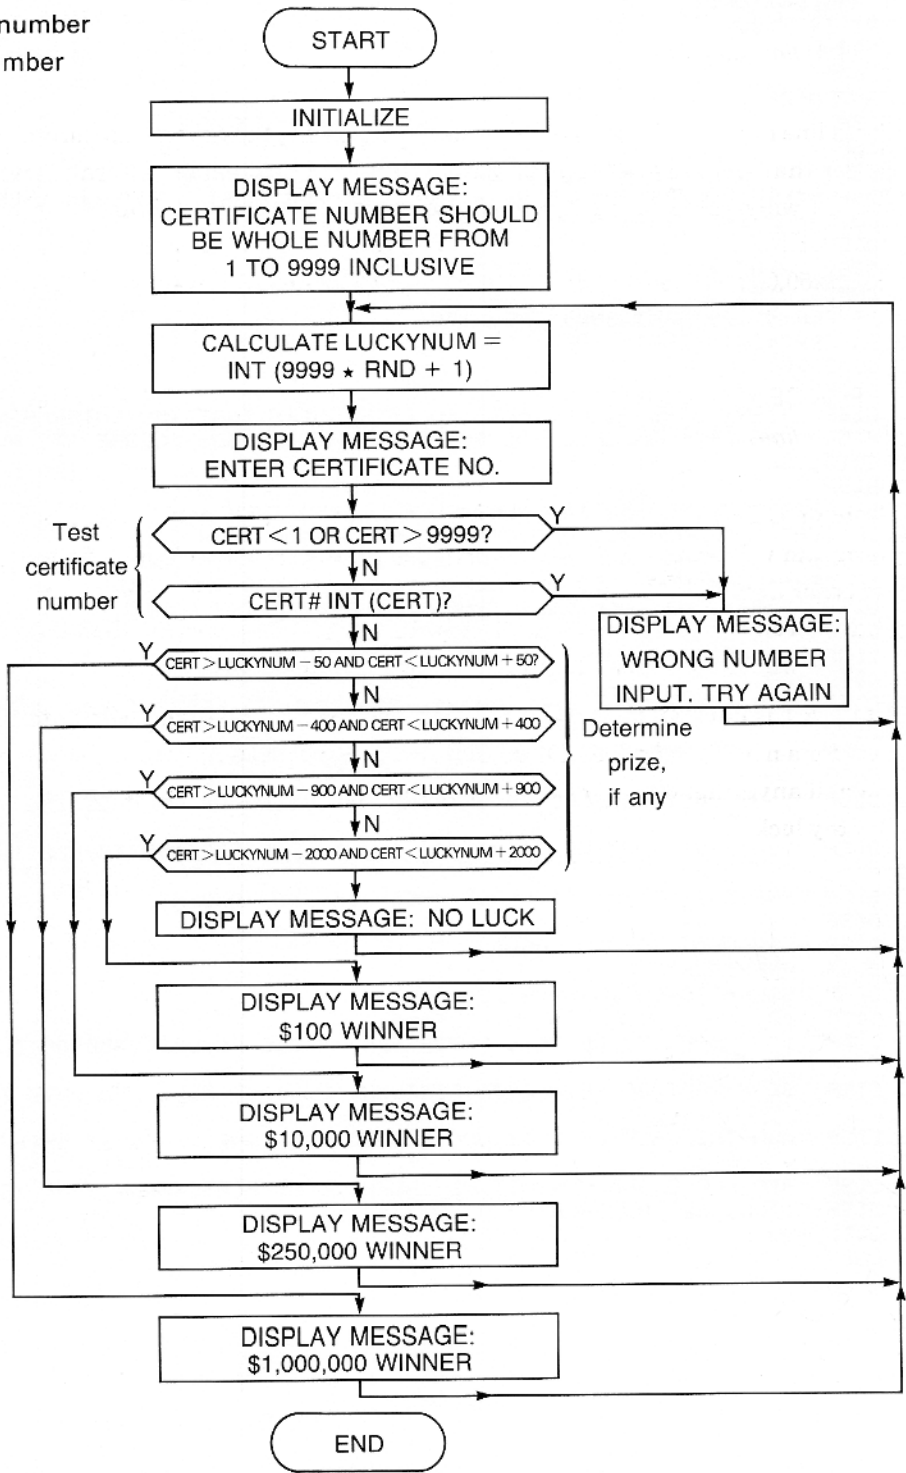 number
mber
START
INITIALIZE
DISPLAY MESSAGE:
CERTIFICATE NUMBER SHOULD
BE WHOLE NUMBER FROM
1 TO 9999 INCLUSIVE
CALCULATE LUCKYNUM =
INT (9999 * RND + 1)
DISPLAY MESSAGE:
ENTER CERTIFICATE NO.
Test
certificate
number
CERT < 1 OR CERT > 9999?
Y
N
CERT# INT (CERT)?
Y
N
DISPLAY MESSAGE:
WRONG NUMBER
INPUT. TRY AGAIN
Y
CERT > LUCKYNUM – 50 AND CERT < LUCKYNUM + 50?
N
Y
CERT > LUCKYNUM – 400 AND CERT < LUCKYNUM + 400
N
Y
CERT > LUCKYNUM – 900 AND CERT < LUCKYNUM + 900
N
Y
CERT > LUCKYNUM – 2000 AND CERT < LUCKYNUM + 2000
Determine
prize,
if any
DISPLAY MESSAGE: NO LUCK
DISPLAY MESSAGE:
$100 WINNER
DISPLAY MESSAGE:
$10,000 WINNER
DISPLAY MESSAGE:
$250,000 WINNER
DISPLAY MESSAGE:
$1,000,000 WINNER
END